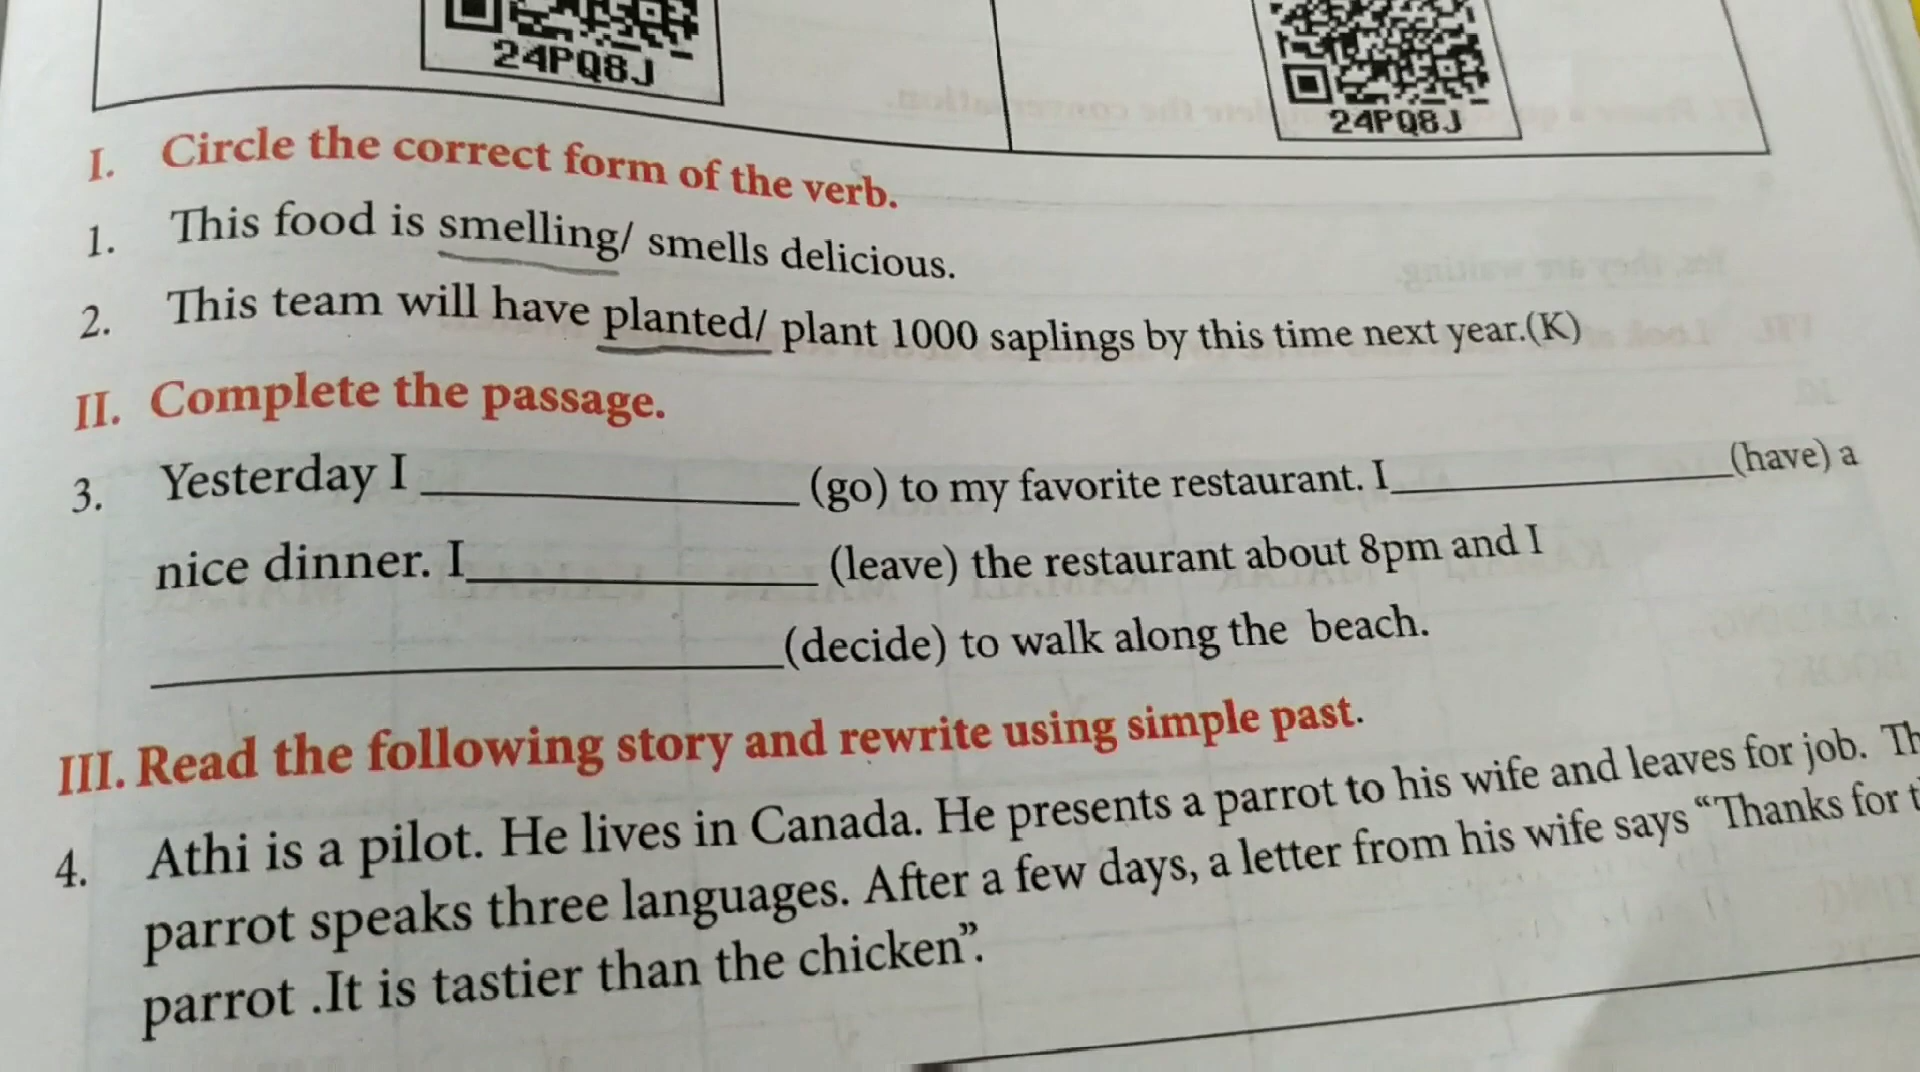 24PQ8J
24PQ8J
I. Circle the correct form of the verb.
1. This food is smelling/ smells delicious.
2. This team will have planted/ plant 1000 saplings by this time next year.(K)
II. Complete the passage.
3. Yesterday I ____________ (go) to my favorite restaurant. I____________(have) a
nice dinner. I____________ (leave) the restaurant about 8pm and I
____________(decide) to walk along the beach.
III. Read the following story and rewrite using simple past.
4. Athi is a pilot. He lives in Canada. He presents a parrot to his wife and leaves for job.
parrot speaks three languages. After a few days, a letter from his wife says “Thanks for
parrot .It is tastier than the chicken”.